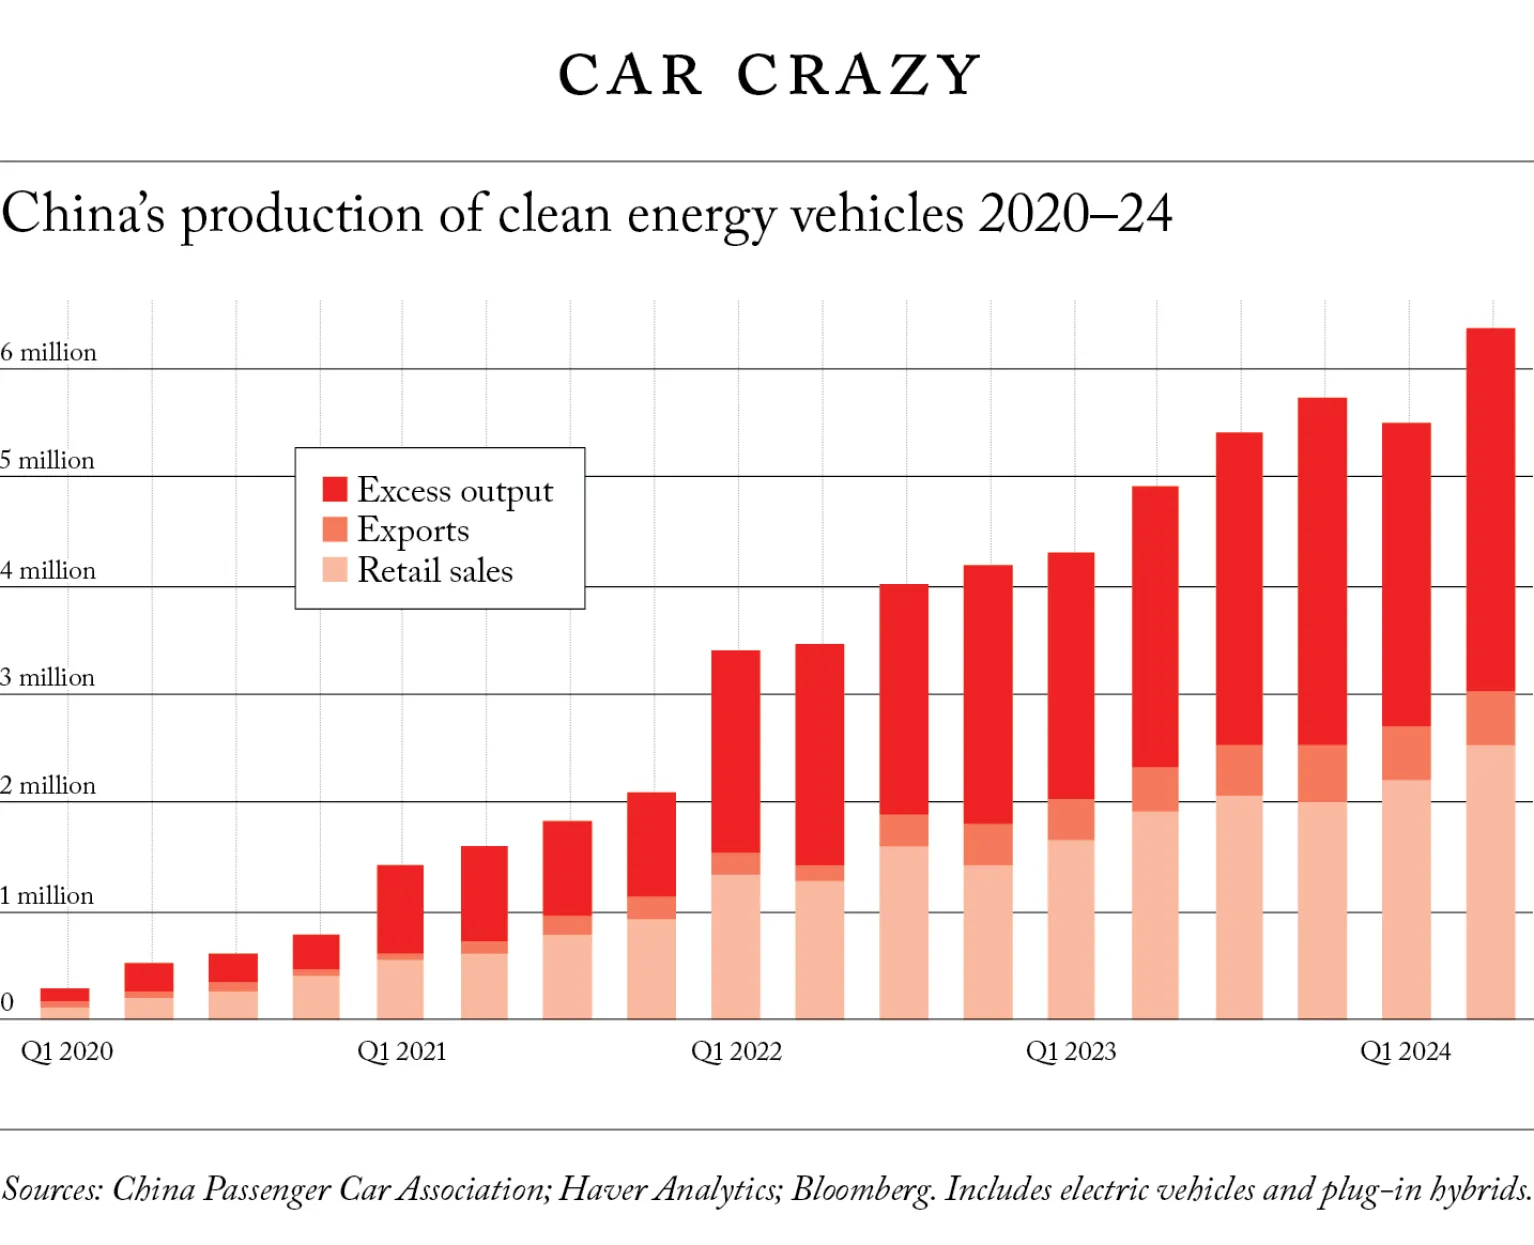 CAR CRAZY
China's production of clean energy vehicles 2020–24
6 million
5 million
Excess output
Exports
4 million
Retail sales
3 million
2 million
1 million
0
Q1 2020 Q1 2021 Q1 2022 Q1 2023 Q1 2024
Sources: China Passenger Car Association; Haver Analytics; Bloomberg. Includes electric vehicles and plug-in hybrids.